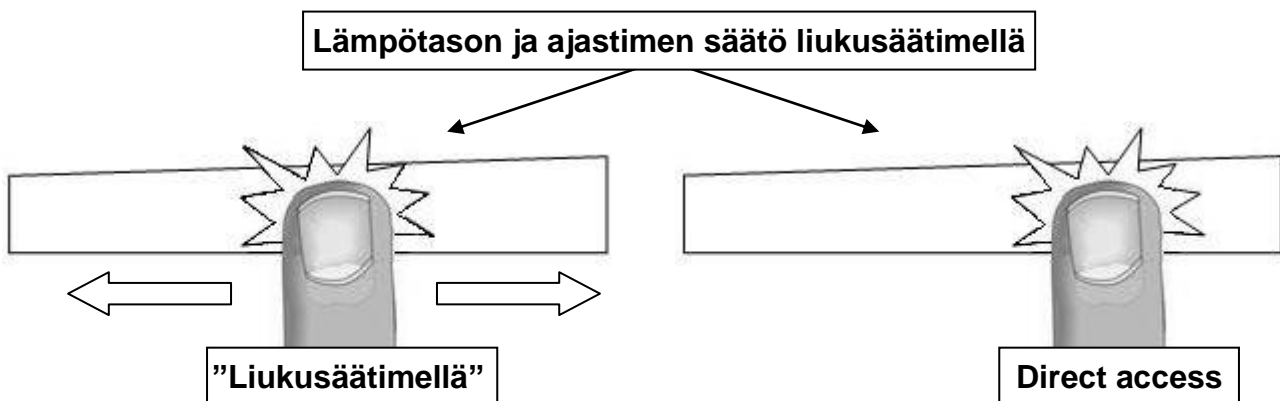 Lämpötason ja ajastimen säätö liukusäätimellä
”Liukusäätimellä”
Direct access